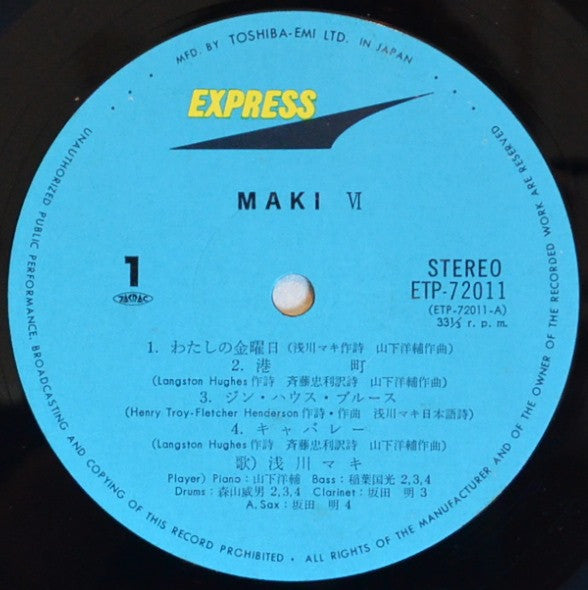 MFD. BY TOSHIBA-EMI LTD. IN JAPAN
EXPRESS
MAKI Ⅵ
1
JASRAC
STEREO
ETP-72011
(ETP-72011-A)
33⅓ r. p. m.
1. わたしの金曜日 (浅川マキ作詩 山下洋輔作曲)
2. 港 町
(Langston Hughes作詩 斉藤忠利訳詩 山下洋輔作曲)
3. ジン・ハウス・ブルース
(Henry Troy-Fletcher Henderson作詩・作曲 浅川マキ日本語詩)
4. キャバレー
(Langston Hughes作詩 斉藤忠利訳詩 山下洋輔作曲)
歌) 浅川マキ
Player) Piano:山下洋輔 Bass:稲葉国光 2,3,4
Drums:森山威男 2,3,4 Clarinet:坂田 明 3
A. Sax:坂田 明 4
UNAUTHORIZED PUBLIC PERFORMANCE, BROADCASTING AND COPYING OF THIS RECORD PROHIBITED • ALL RIGHTS OF THE MANUFACTURER AND OF THE OWNER OF THE RECORDED WORK ARE RESERVED